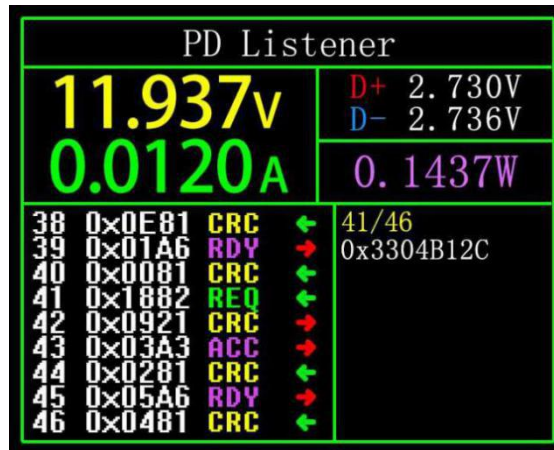 PD Listener
11.937V
0.0120A
D+ 2.730V
D- 2.736V
0.1437W
38 0x0E81 CRC ←
39 0x01A6 RDY →
40 0x0081 CRC ←
41 0x1882 REQ ←
42 0x0921 CRC →
43 0x03A3 ACC →
44 0x0281 CRC ←
45 0x05A6 RDY →
46 0x0481 CRC ←
41/46
0x3304B12C